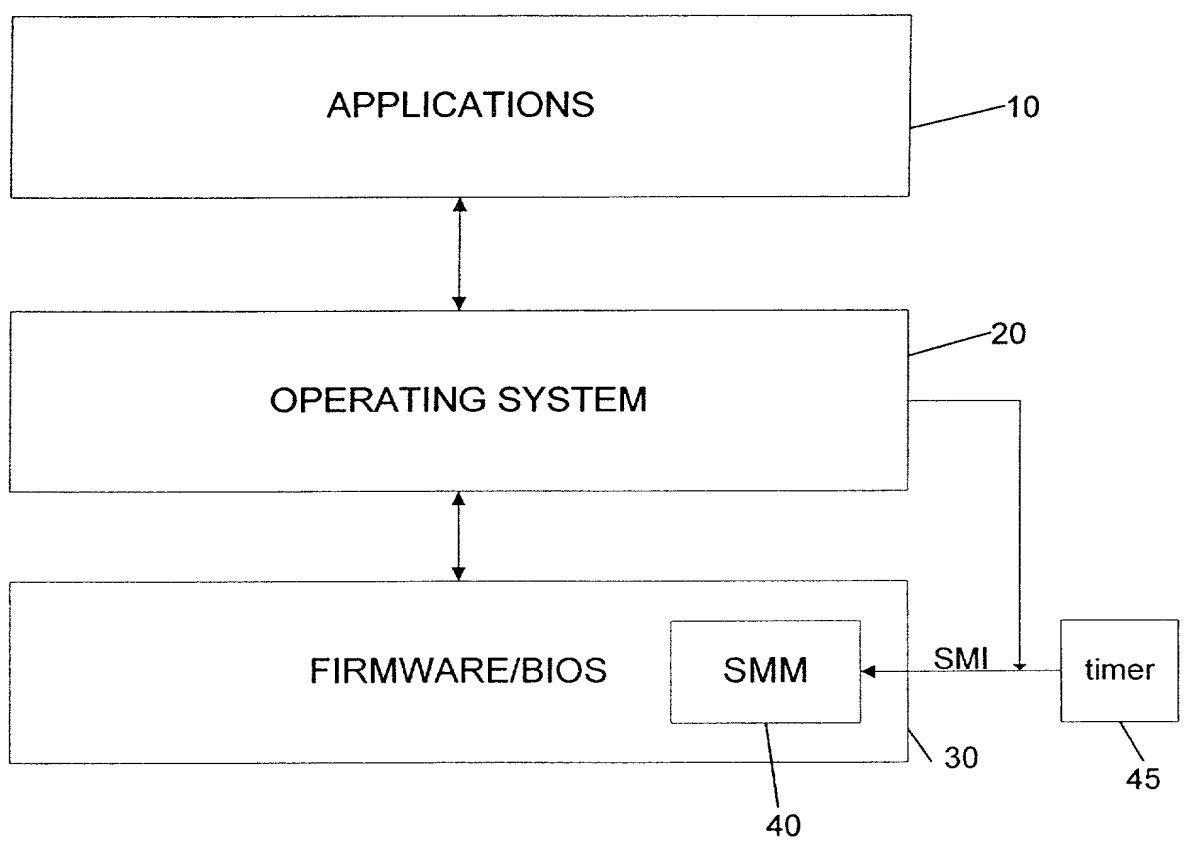 APPLICATIONS
10
20
OPERATING SYSTEM
FIRMWARE/BIOS
SMM
SMI
timer
30
45
40